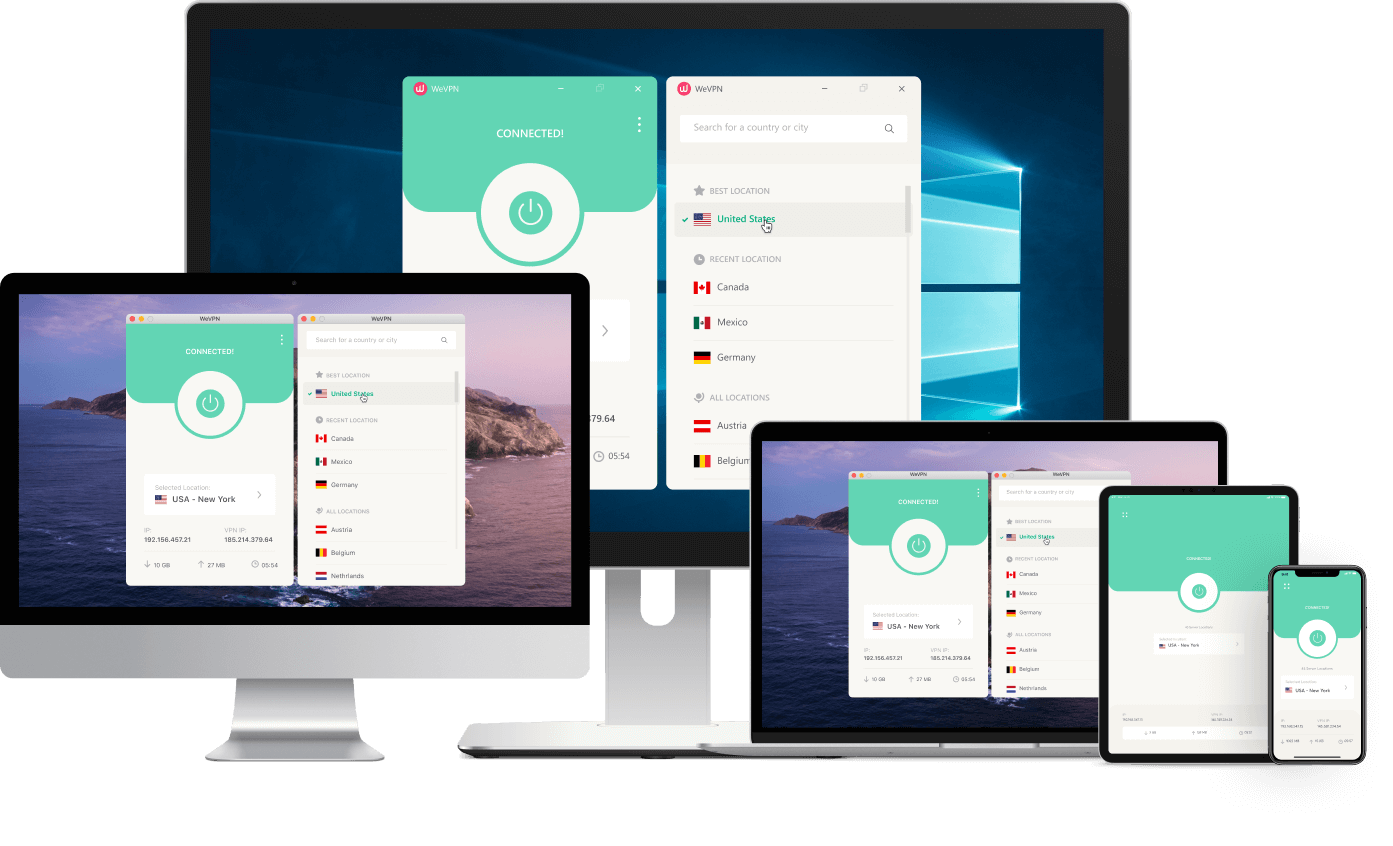 WeVPN
CONNECTED!
79.64
05:54
WeVPN
Search for a country or city
BEST LOCATION
United States
RECENT LOCATION
Canada
Mexico
Germany
ALL LOCATIONS
Austria
Belgium
WeVPN
CONNECTED!
Selected Location:
USA - New York
IP: VPN IP:
192.156.457.21 185.214.379.64
10 GB 27 MB 05:54
WeVPN
Search for a country or city
BEST LOCATION
United States
RECENT LOCATION
Canada
Mexico
Germany
ALL LOCATIONS
Austria
Belgium
Nethrlands
WeVPN
CONNECTED!
Selected Location:
USA - New York
IP: VPN IP:
192.156.457.21 185.214.379.64
10 GB 27 MB 05:54
WeVPN
Search for a country or city
BEST LOCATION
United States
RECENT LOCATION
Canada
Mexico
Germany
ALL LOCATIONS
Austria
Belgium
Nethrlands
CONNECTED
USA - New York
CONNECTED
Selected Location:
USA - New York